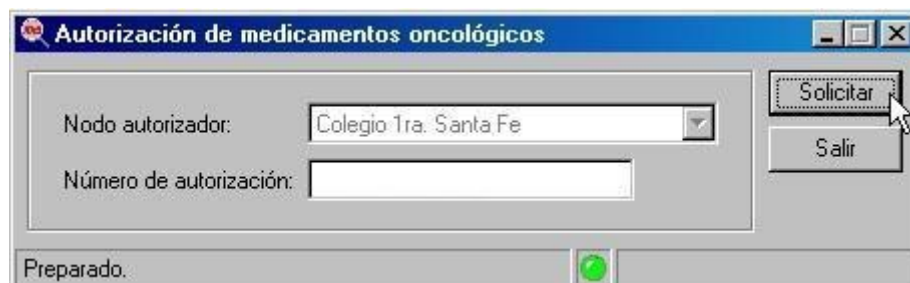 Autorización de medicamentos oncológicos
Nodo autorizador:
Colegio 1ra. Santa Fe
Solicitar
Número de autorización:
Salir
Preparado.